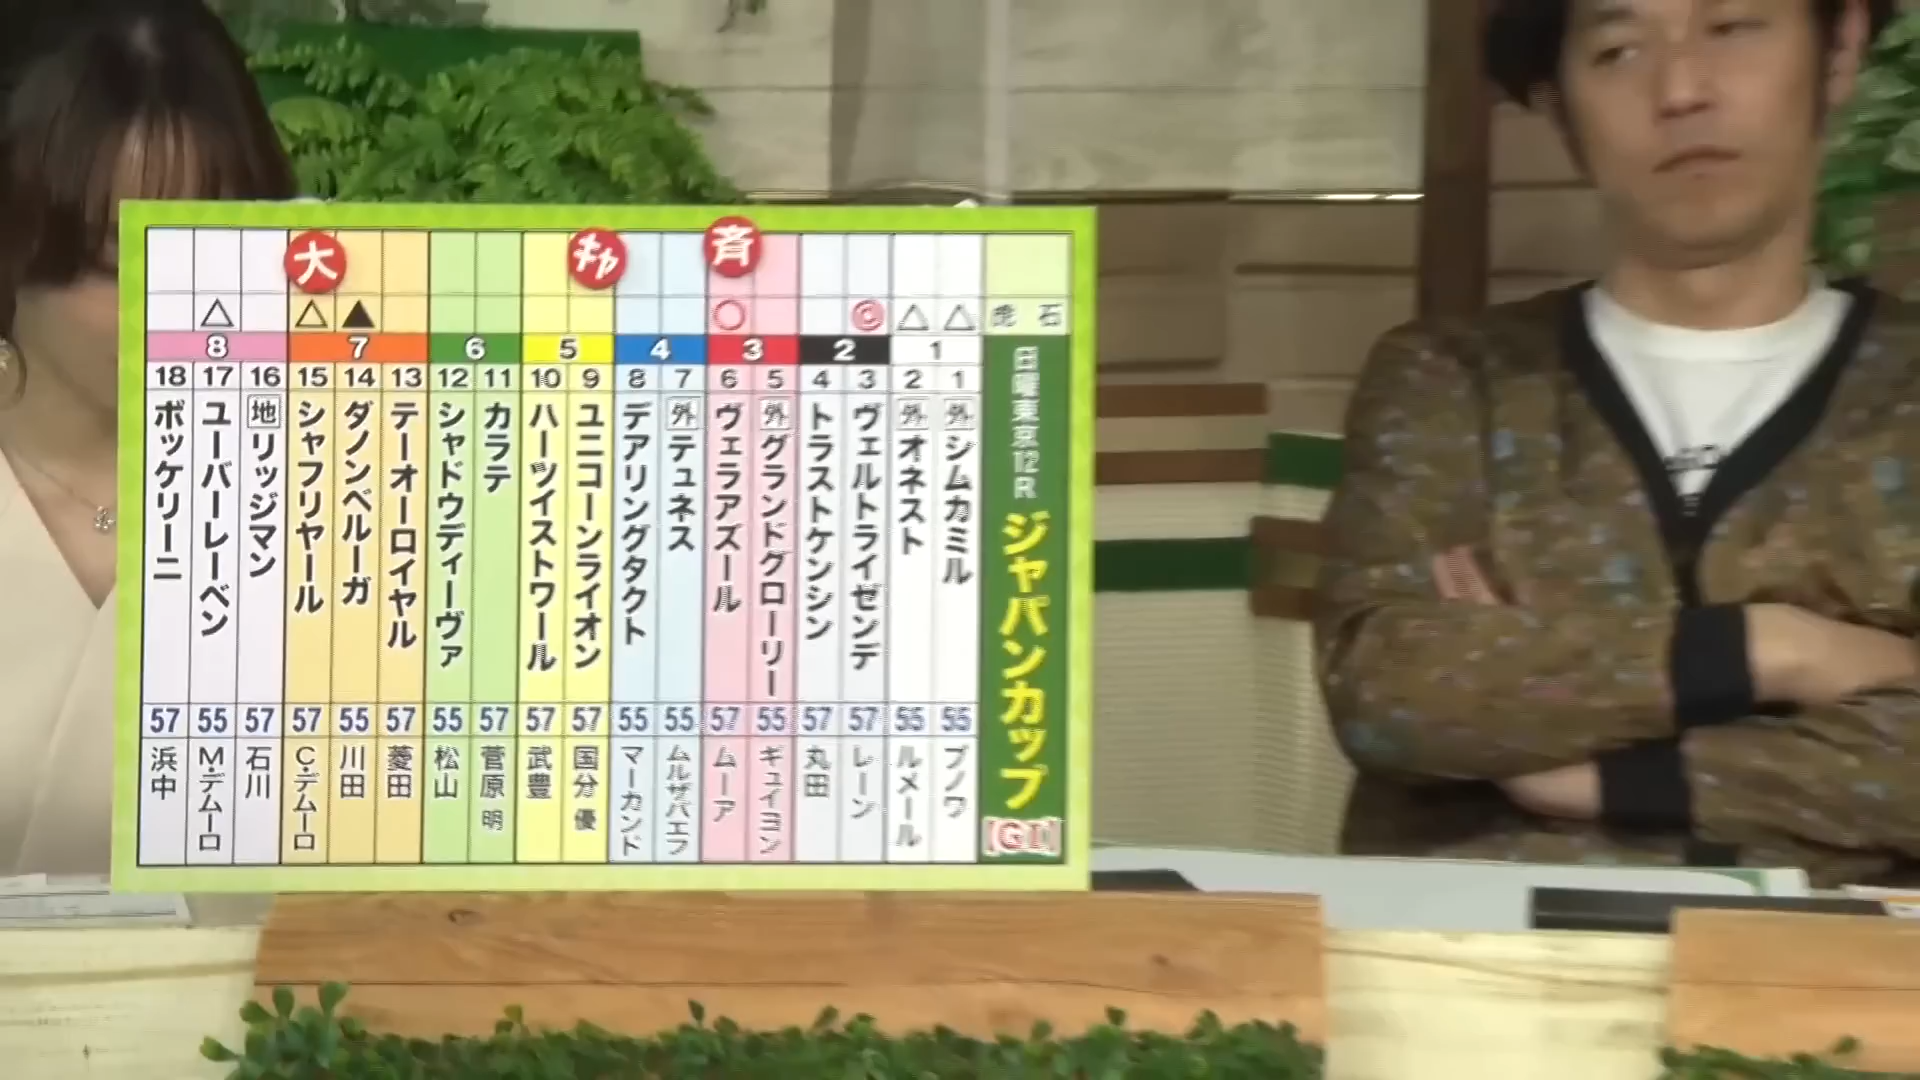 虎石
日曜東京12R ジャパンカップ [GI]
1
△ 1 外 シムカミル 55 ブノワ
△ 2 外 オネスト 55 ルメール
2
◎ 3 ヴェルトライゼンデ 57 レーン
4 トラストケンシン 57 丸田
3
5 外 グランドグローリー 55 ギュイヨン
斉 ○ 6 ヴェラアズール 57 ムーア
4
7 外 テュネス 55 ムルザバエフ
8 デアリングタクト 55 マーカンド
5
キャ 9 ユニコーンライオン 57 国分優
10 ハーツイストワール 57 武豊
6
11 カラテ 57 菅原明
12 シャドウディーヴァ 55 松山
7
13 テーオーロイヤル 57 菱田
▲ 14 ダノンベルーガ 55 川田
大 △ 15 シャフリヤール 57 C・デムーロ
8
16 地 リッジマン 57 石川
△ 17 ユーバーレーベン 55 M・デムーロ
18 ボッケリーニ 57 浜中